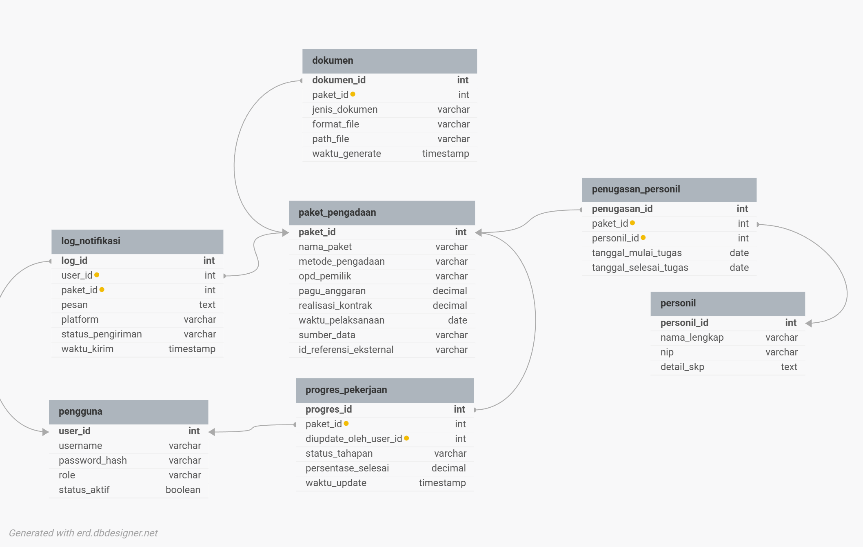 dokumen
dokumen_id int
paket_id int
jenis_dokumen varchar
format_file varchar
path_file varchar
waktu_generate timestamp
penugasan_personil
penugasan_id int
paket_id int
personil_id int
tanggal_mulai_tugas date
tanggal_selesai_tugas date
paket_pengadaan
paket_id int
nama_paket varchar
metode_pengadaan varchar
opd_pemilik varchar
pagu_anggaran decimal
realisasi_kontrak decimal
waktu_pelaksanaan date
sumber_data varchar
id_referensi_eksternal varchar
log_notifikasi
log_id int
user_id int
paket_id int
pesan text
platform varchar
status_pengiriman varchar
waktu_kirim timestamp
personil
personil_id int
nama_lengkap varchar
nip varchar
detail_skp text
progres_pekerjaan
progres_id int
paket_id int
diupdate_oleh_user_id int
status_tahapan varchar
persentase_selesai decimal
waktu_update timestamp
pengguna
user_id int
username varchar
password_hash varchar
role varchar
status_aktif boolean
Generated with erd.dbdesigner.net